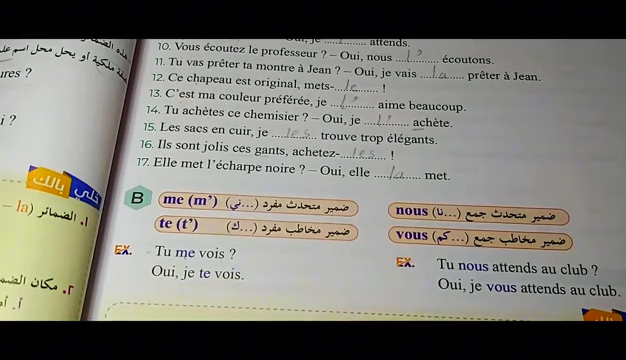 Oui, je ........ attends.
10. Vous écoutez le professeur ? – Oui, nous ...l'... écoutons.
11. Tu vas prêter ta montre à Jean ? – Oui, je vais ...la... prêter à Jean.
12. Ce chapeau est original, mets-...le... !
13. C'est ma couleur préférée, je ...l'... aime beaucoup.
14. Tu achètes ce chemisier ? – Oui, je ...l'... achète.
15. Les sacs en cuir, je ...les... trouve trop élégants.
16. Ils sont jolis ces gants, achetez-...les... !
17. Elle met l'écharpe noire ? – Oui, elle ...la... met.
B
me (m') (ني...) ضمير متحدث مفرد
te (t') (ك...) ضمير مخاطب مفرد
EX. Tu me vois ?
Oui, je te vois.
nous (نا...) ضمير متحدث جمع
vous (كم...) ضمير مخاطب جمع
EX. Tu nous attends au club ?
Oui, je vous attends au club.
ures ?
i ?
خلي بالك
١. الضمائر (la –
٢. مكان الضم